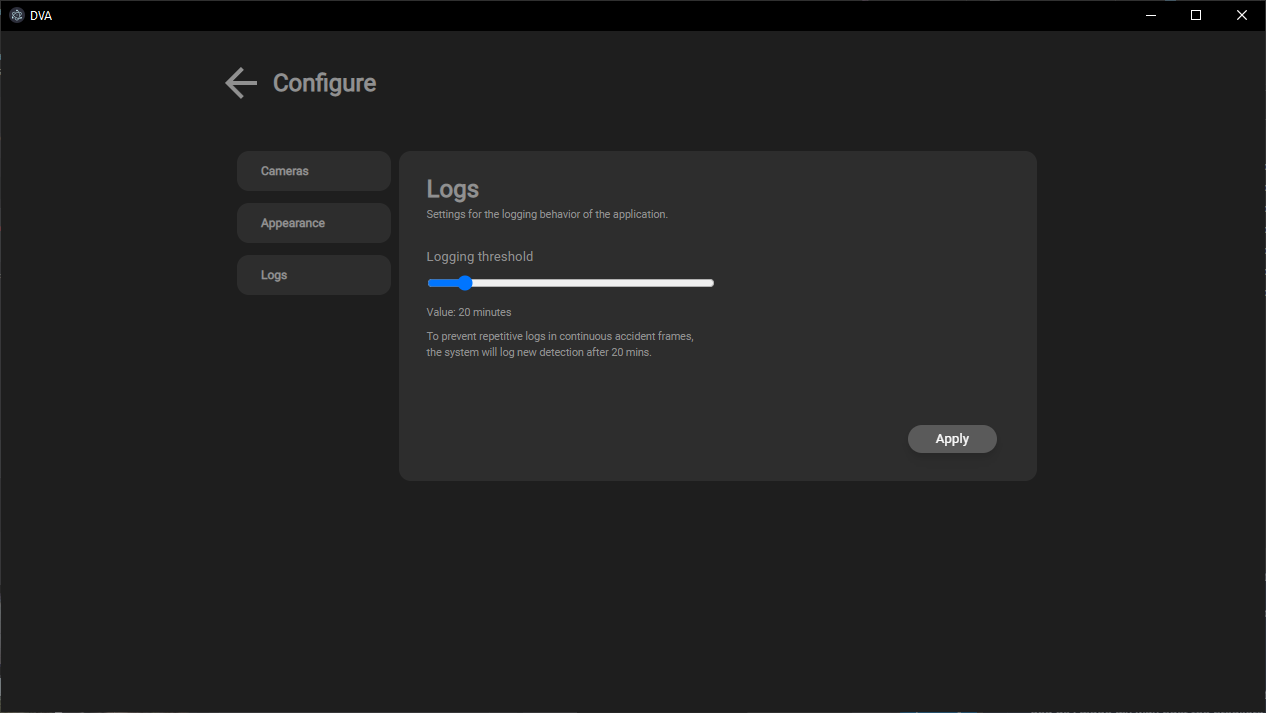 DVA
Configure
Cameras
Appearance
Logs
Logs
Settings for the logging behavior of the application.
Logging threshold
Value: 20 minutes
To prevent repetitive logs in continuous accident frames,
the system will log new detection after 20 mins.
Apply